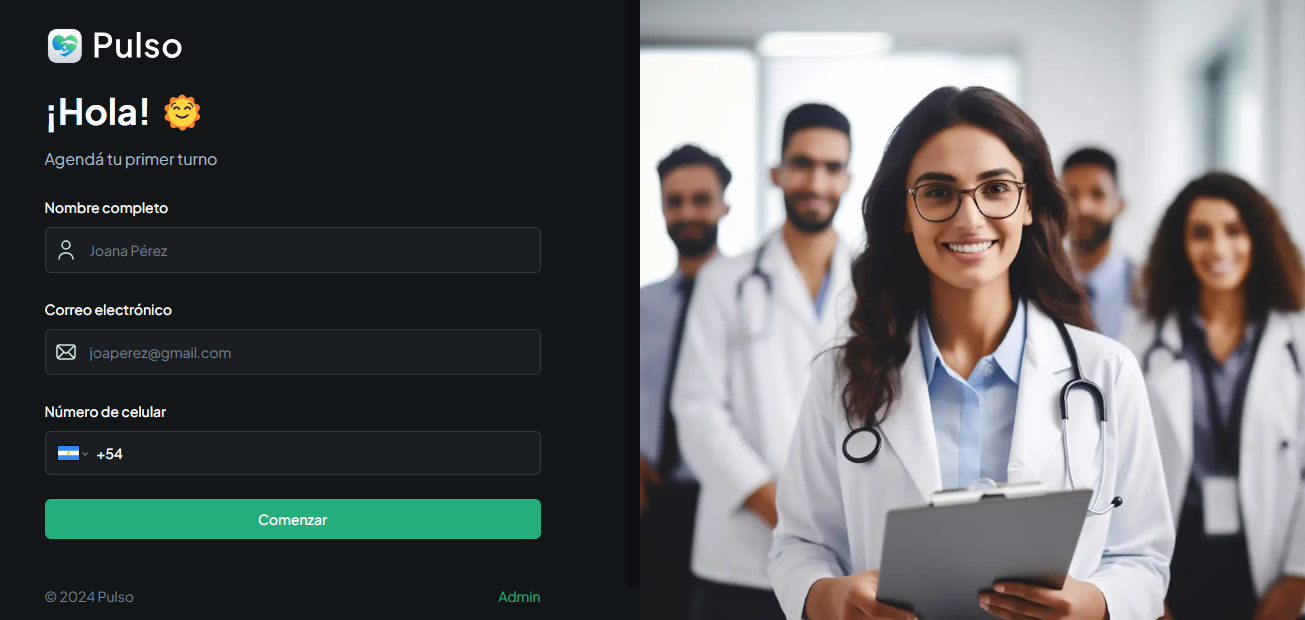 Pulso
¡Hola!
Agendá tu primer turno
Nombre completo
Joana Pérez
Correo electrónico
joaperez@gmail.com
Número de celular
+54
Comenzar
© 2024 Pulso
Admin